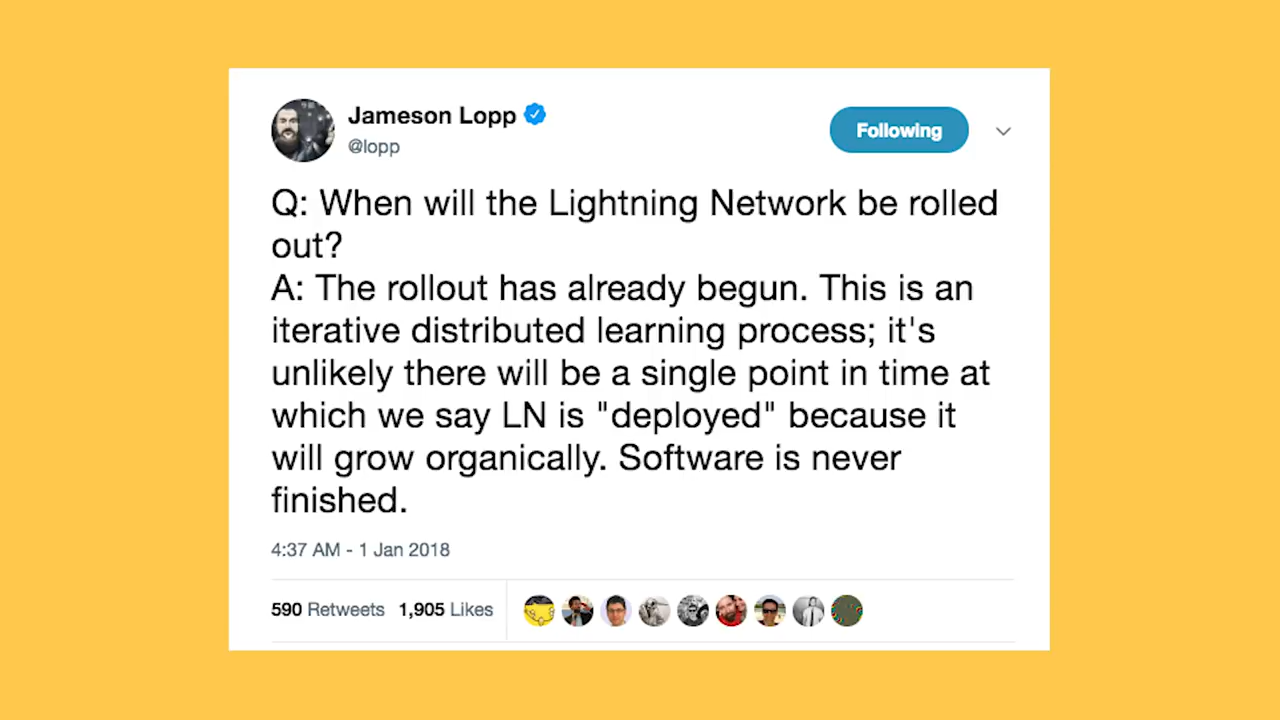 Jameson Lopp
@lopp
Following
Q: When will the Lightning Network be rolled
out?
A: The rollout has already begun. This is an
iterative distributed learning process; it's
unlikely there will be a single point in time at
which we say LN is "deployed" because it
will grow organically. Software is never
finished.
4:37 AM - 1 Jan 2018
590 Retweets 1,905 Likes